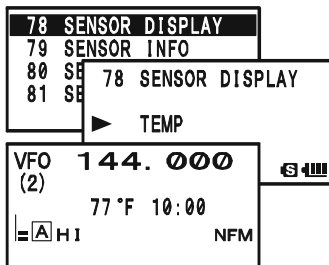 78 SENSOR DISPLAY
79 SENSOR INFO
80 SE
81 SE
78 SENSOR DISPLAY
TEMP
VFO 144.000
(2)
S
77°F 10:00
A HI NFM